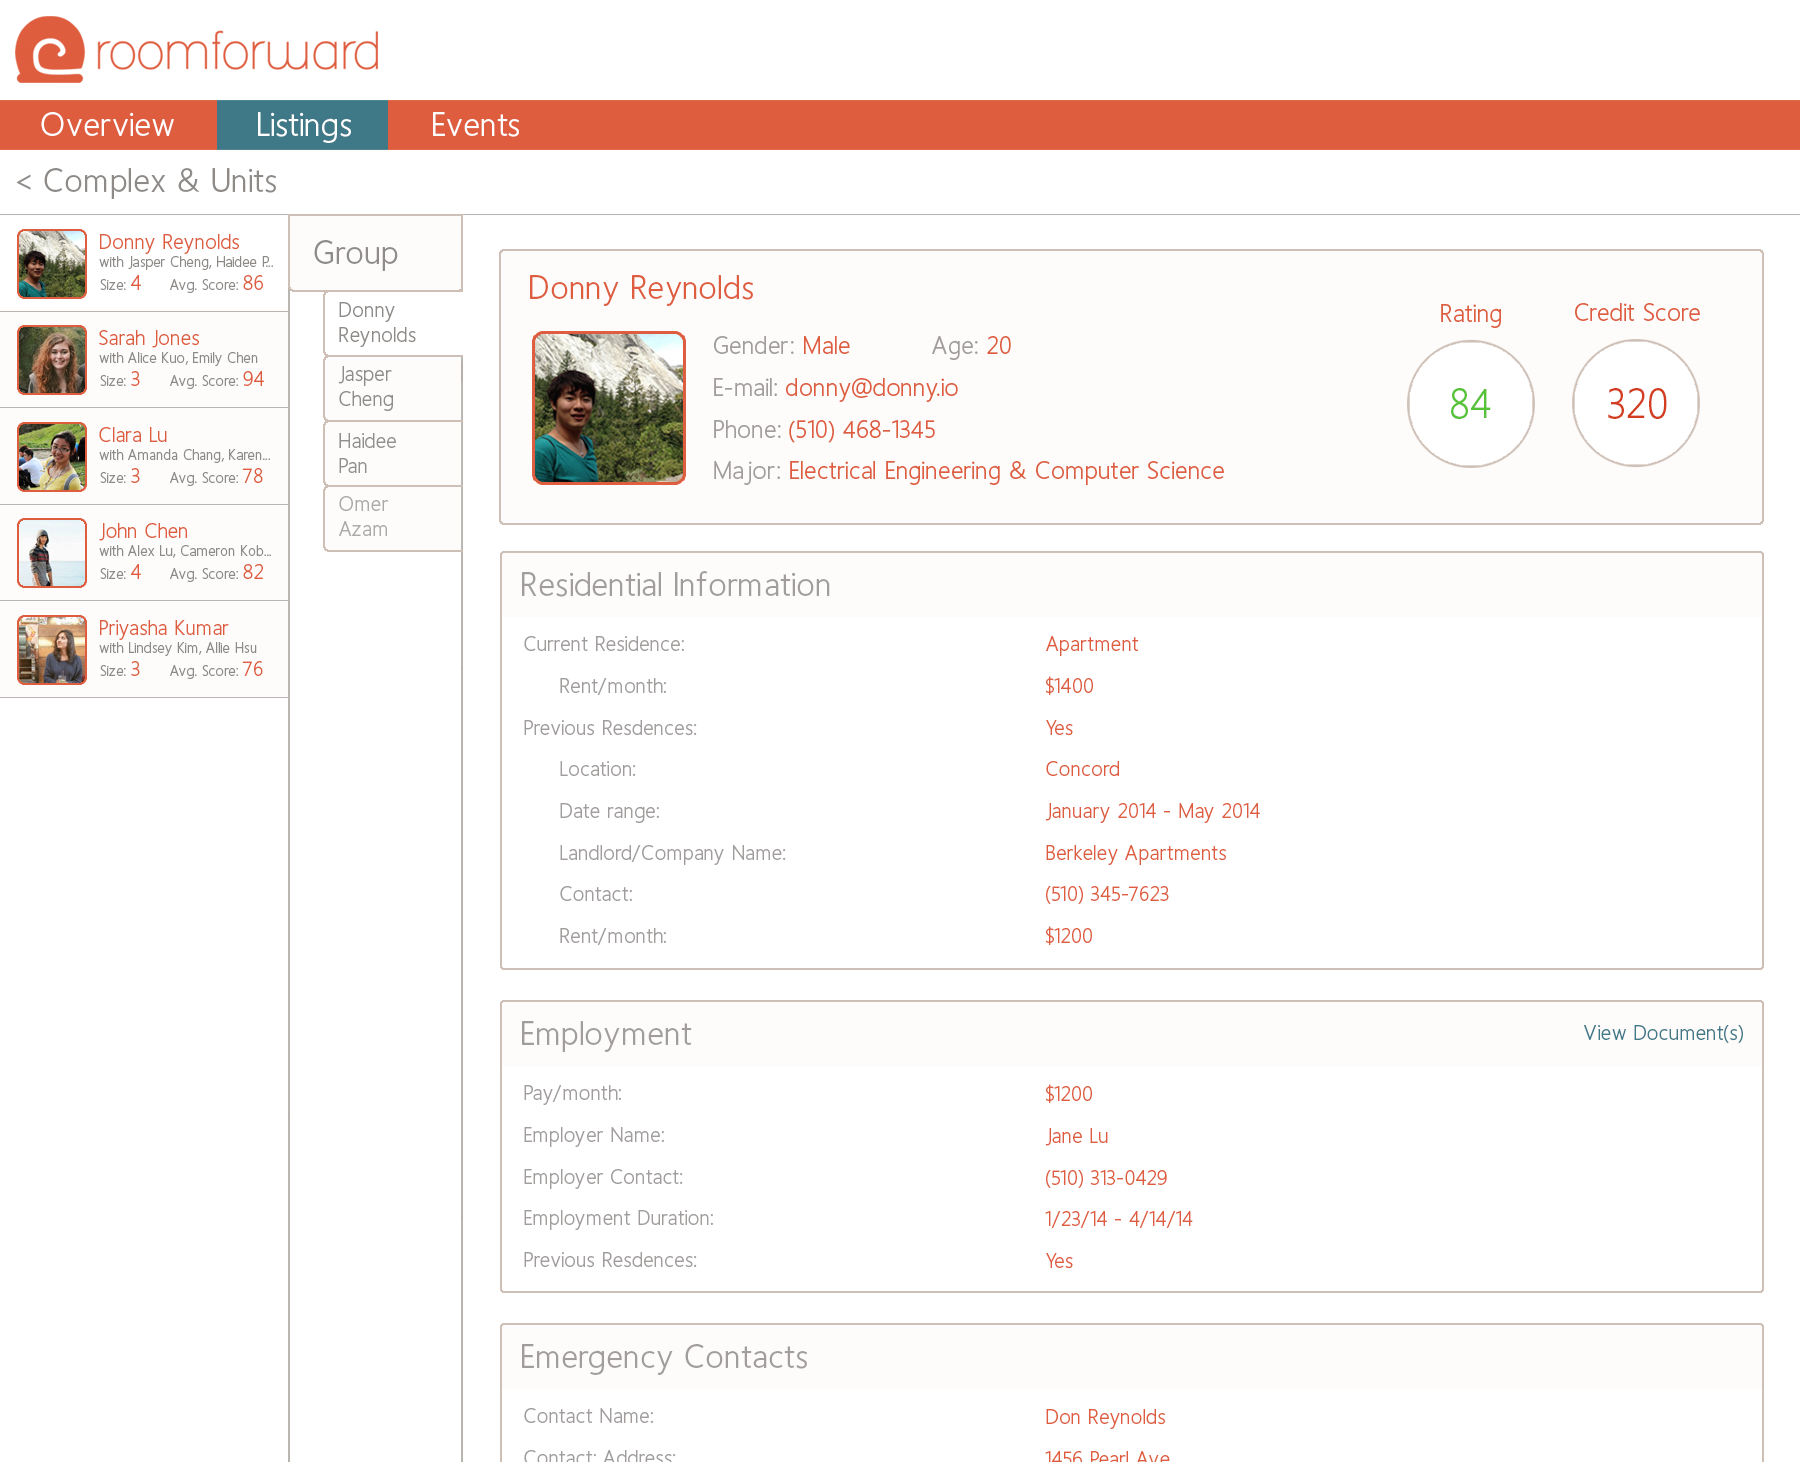 roomforward
Overview Listings Events
< Complex & Units
Donny Reynolds
with Jasper Cheng, Haidee P...
Size: 4 Avg. Score: 86
Sarah Jones
with Alice Kuo, Emily Chen
Size: 3 Avg. Score: 94
Clara Lu
with Amanda Chang, Karen...
Size: 3 Avg. Score: 78
John Chen
with Alex Lu, Cameron Kob...
Size: 4 Avg. Score: 82
Priyasha Kumar
with Lindsey Kim, Allie Hsu
Size: 3 Avg. Score: 76
Group
Donny
Reynolds
Jasper
Cheng
Haidee
Pan
Omer
Azam
Donny Reynolds
Gender: Male Age: 20
E-mail: donny@donny.io
Phone: (510) 468-1345
Major: Electrical Engineering & Computer Science
Rating Credit Score
84 320
Residential Information
Current Residence: Apartment
Rent/month: $1400
Previous Resdences: Yes
Location: Concord
Date range: January 2014 - May 2014
Landlord/Company Name: Berkeley Apartments
Contact: (510) 345-7623
Rent/month: $1200
Employment View Document(s)
Pay/month: $1200
Employer Name: Jane Lu
Employer Contact: (510) 313-0429
Employment Duration: 1/23/14 - 4/14/14
Previous Resdences: Yes
Emergency Contacts
Contact Name: Don Reynolds
Contact: Address: 1456 Pearl Ave